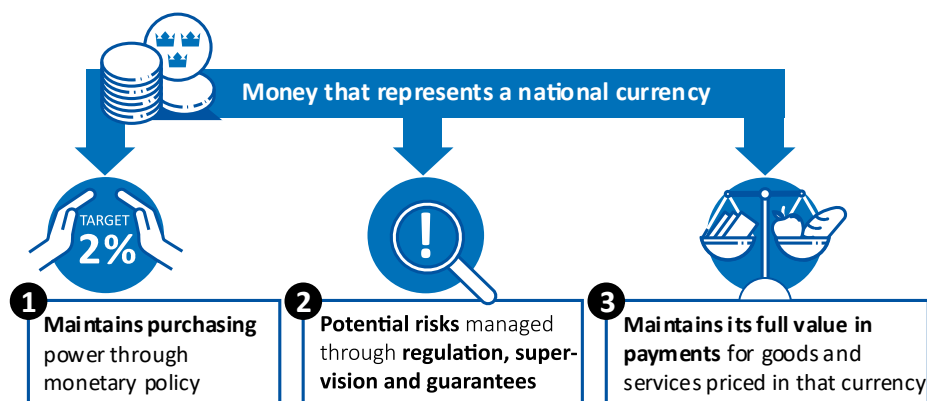 Money that represents a national currency
TARGET
2%
!
1
Maintains purchasing
power through
monetary policy
2
Potential risks managed
through regulation, super-
vision and guarantees
3
Maintains its full value in
payments for goods and
services priced in that currency